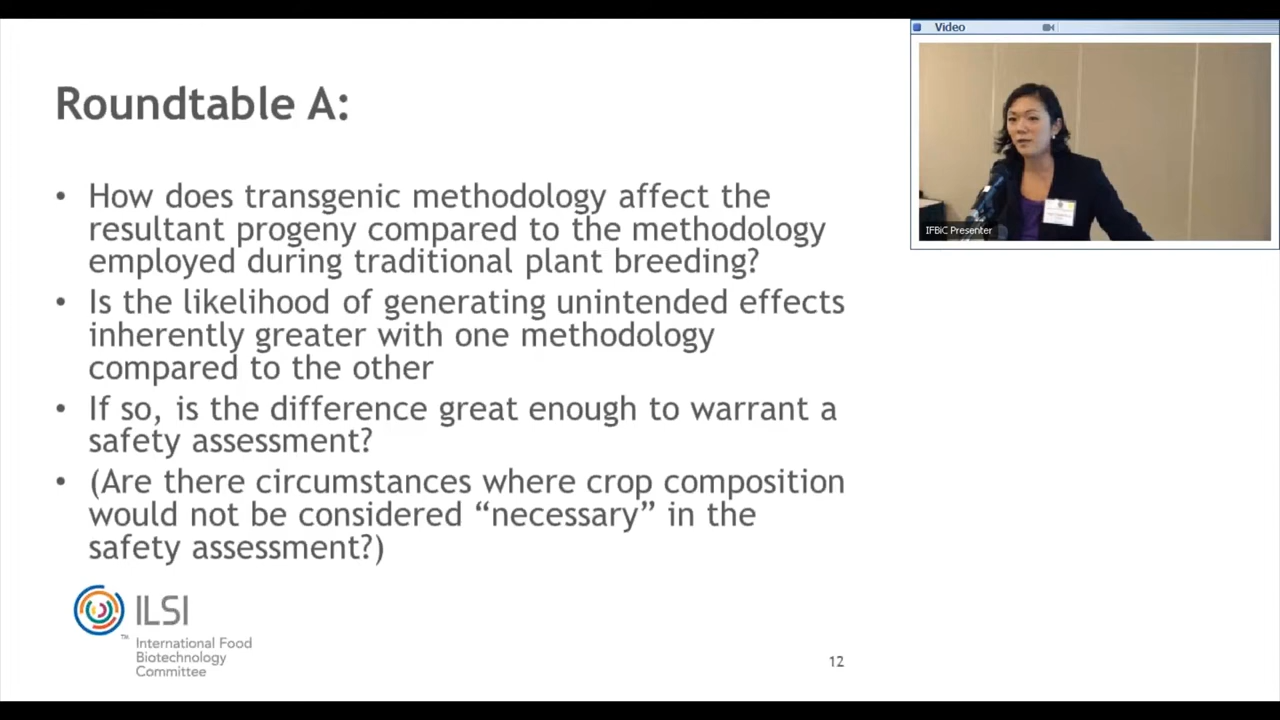 Roundtable A:
• How does transgenic methodology affect the
resultant progeny compared to the methodology
employed during traditional plant breeding?
• Is the likelihood of generating unintended effects
inherently greater with one methodology
compared to the other
• If so, is the difference great enough to warrant a
safety assessment?
• (Are there circumstances where crop composition
would not be considered “necessary” in the
safety assessment?)
ILSI
™
International Food
Biotechnology
Committee
12
Video
IFBiC Presenter